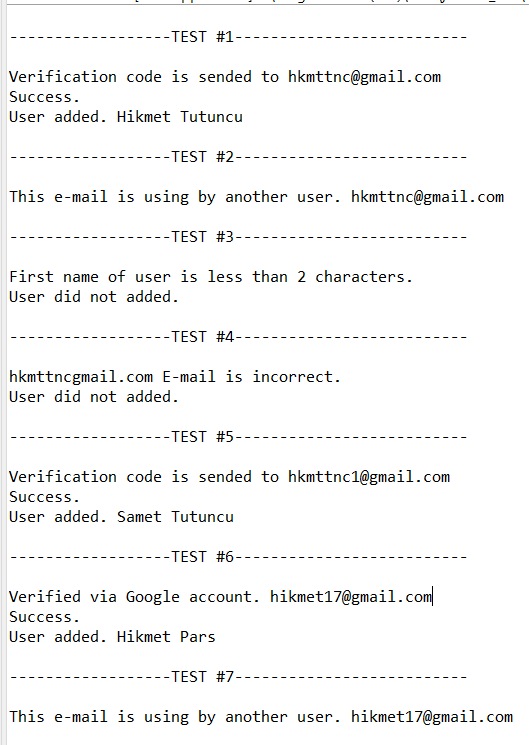 ------------------TEST #1--------------------------
Verification code is sended to hkmttnc@gmail.com
Success.
User added. Hikmet Tutuncu
------------------TEST #2--------------------------
This e-mail is using by another user. hkmttnc@gmail.com
------------------TEST #3--------------------------
First name of user is less than 2 characters.
User did not added.
------------------TEST #4--------------------------
hkmttncgmail.com E-mail is incorrect.
User did not added.
------------------TEST #5--------------------------
Verification code is sended to hkmttnc1@gmail.com
Success.
User added. Samet Tutuncu
------------------TEST #6--------------------------
Verified via Google account. hikmet17@gmail.com
Success.
User added. Hikmet Pars
------------------TEST #7--------------------------
This e-mail is using by another user. hikmet17@gmail.com